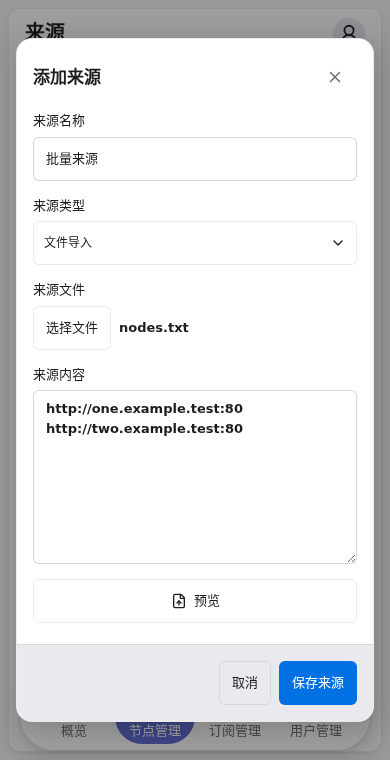 来源
添加来源
来源名称
批量来源
来源类型
文件导入
来源文件
选择文件 nodes.txt
来源内容
http://one.example.test:80
http://two.example.test:80
预览
取消 保存来源
概览 节点管理 订阅管理 用户管理